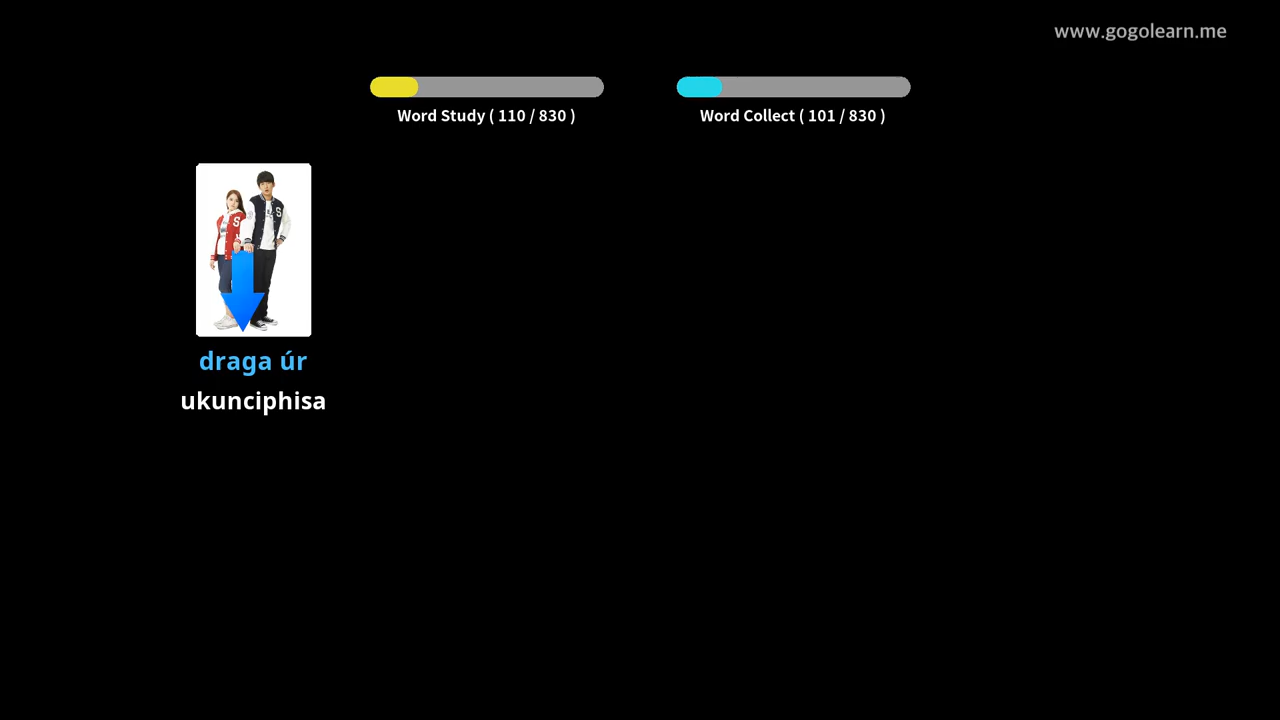 www.gogolearn.me
Word Study ( 110 / 830 )
Word Collect ( 101 / 830 )
S
S
draga úr
ukunciphisa